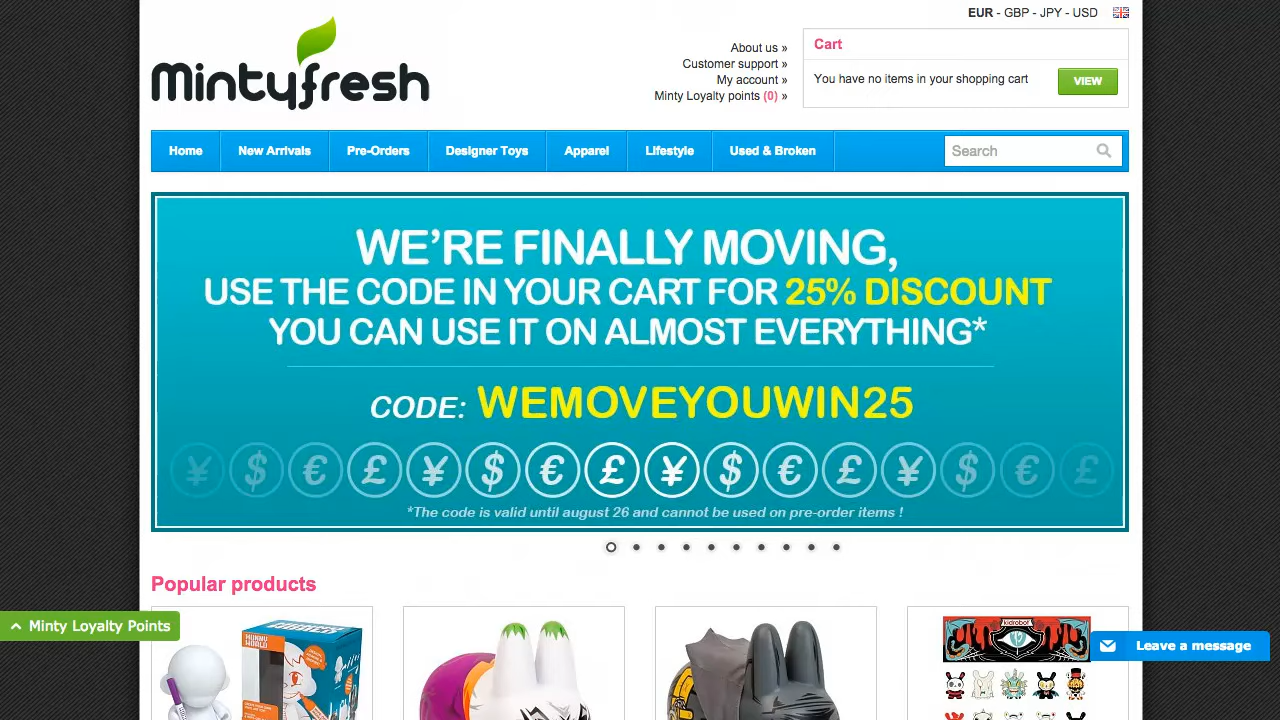 EUR - GBP - JPY - USD
Mintyfresh
About us »
Customer support »
My account »
Minty Loyalty points (0) »
Cart
You have no items in your shopping cart
VIEW
Home
New Arrivals
Pre-Orders
Designer Toys
Apparel
Lifestyle
Used & Broken
Search
WE'RE FINALLY MOVING,
USE THE CODE IN YOUR CART FOR 25% DISCOUNT
YOU CAN USE IT ON ALMOST EVERYTHING*
CODE: WEMOVEYOUWIN25
¥ $ € £ ¥ $ € £ ¥ $ € £ ¥ $ € £
*The code is valid until august 26 and cannot be used on pre-order items !
Popular products
Minty Loyalty Points
MUNNY
WORLD
kidrobot
Leave a message